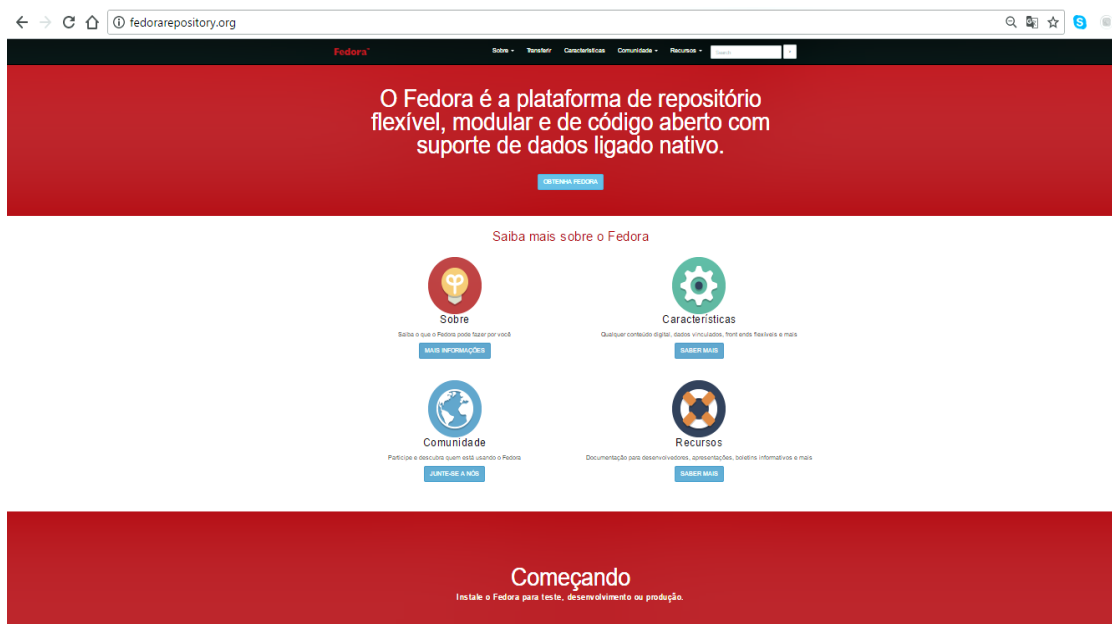 fedorarepository.org
Fedora™
Sobre Transferir Características Comunidade Recursos Search
O Fedora é a plataforma de repositório
flexível, modular e de código aberto com
suporte de dados ligado nativo.
OBTENHA FEDORA
Saiba mais sobre o Fedora
Sobre
Saiba o que o Fedora pode fazer por você
MAIS INFORMAÇÕES
Características
Qualquer conteúdo digital, dados vinculados, front ends flexíveis e mais
SABER MAIS
Comunidade
Participe e descubra quem está usando o Fedora
JUNTE-SE A NÓS
Recursos
Documentação para desenvolvedores, apresentações, boletins informativos e mais
SABER MAIS
Começando
Instale o Fedora para teste, desenvolvimento ou produção.